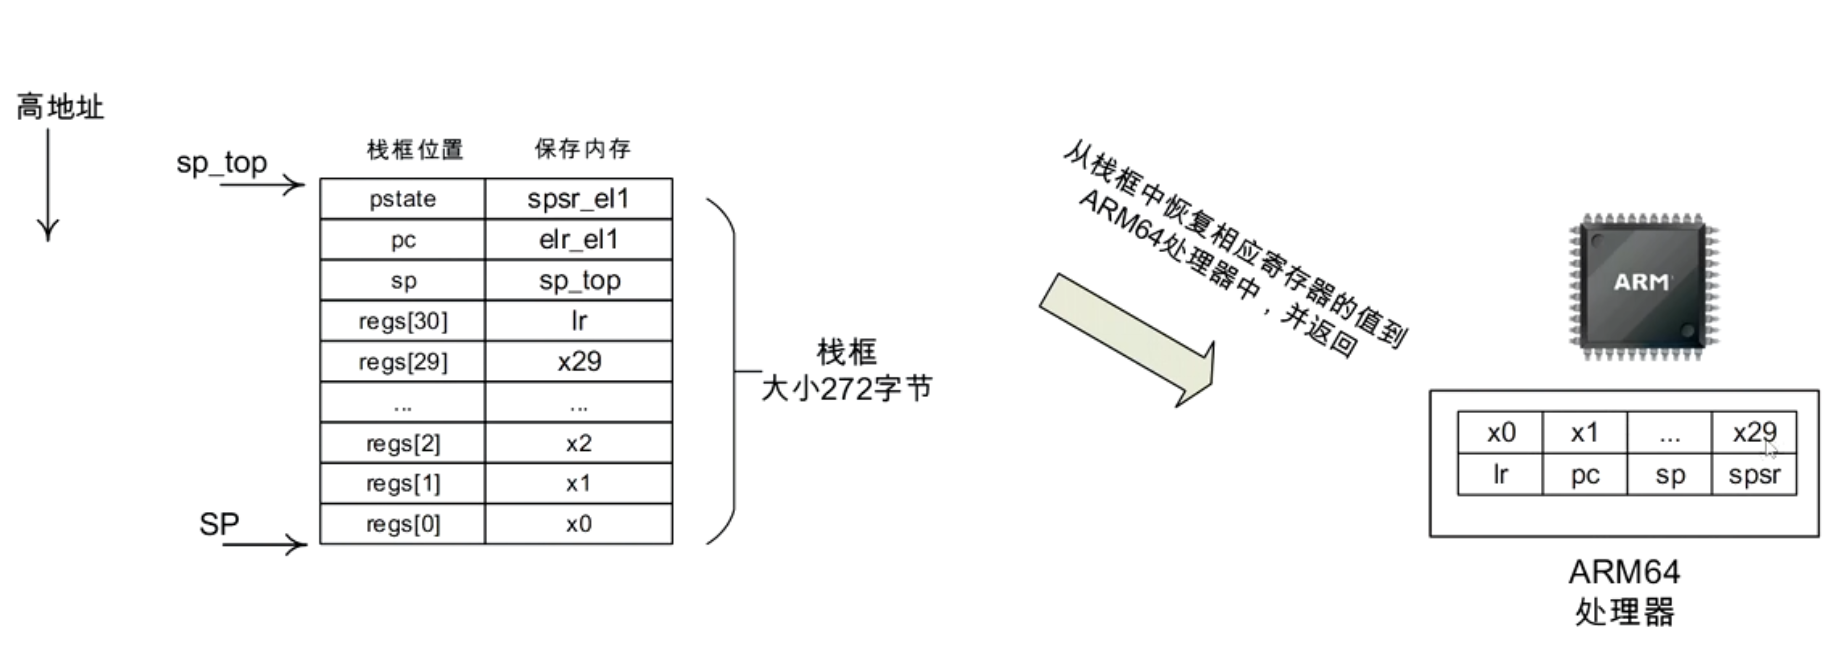 高地址
sp_top
栈框位置 保存内存
pstate spsr_el1
pc elr_el1
sp sp_top
regs[30] lr
regs[29] x29
... ...
regs[2] x2
regs[1] x1
regs[0] x0
SP
栈框
大小272字节
从栈框中恢复相应寄存器的值到
ARM64处理器中，并返回
ARM
x0 x1 ... x29
lr pc sp spsr
ARM64
处理器